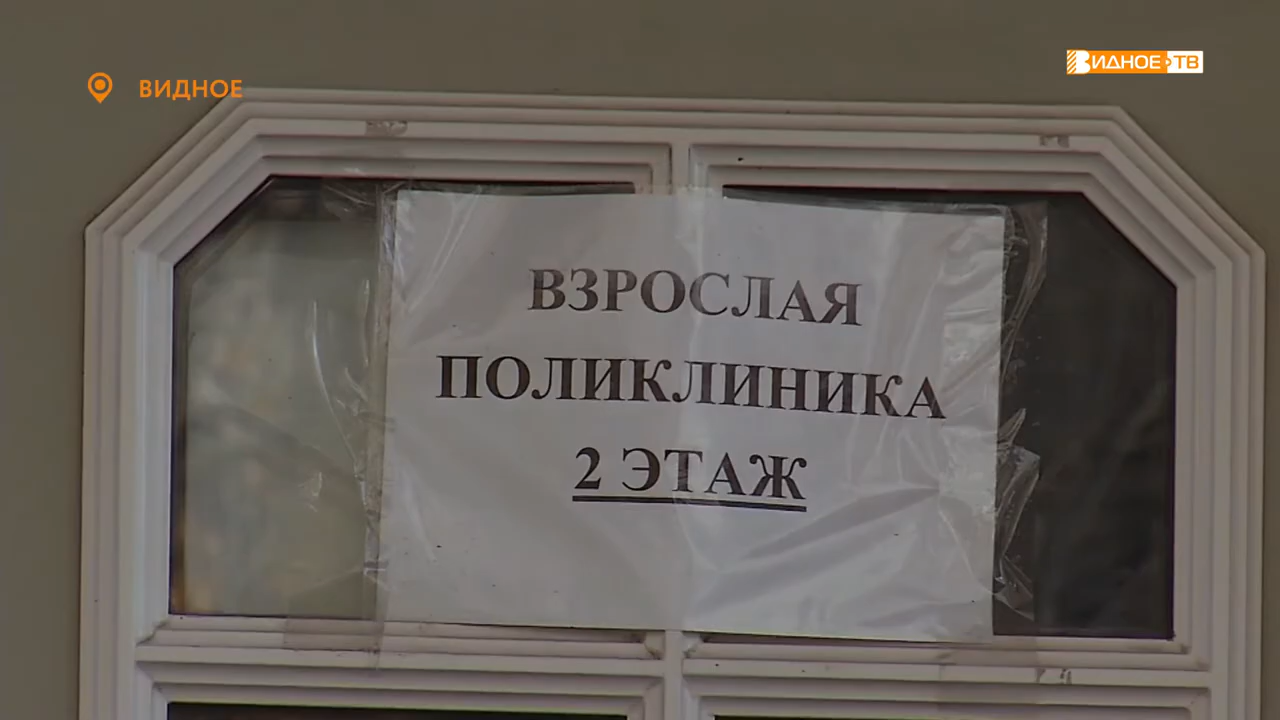 ВИДНОЕ
ВИДНОЕ ТВ
ВЗРОСЛАЯ
ПОЛИКЛИНИКА
2 ЭТАЖ